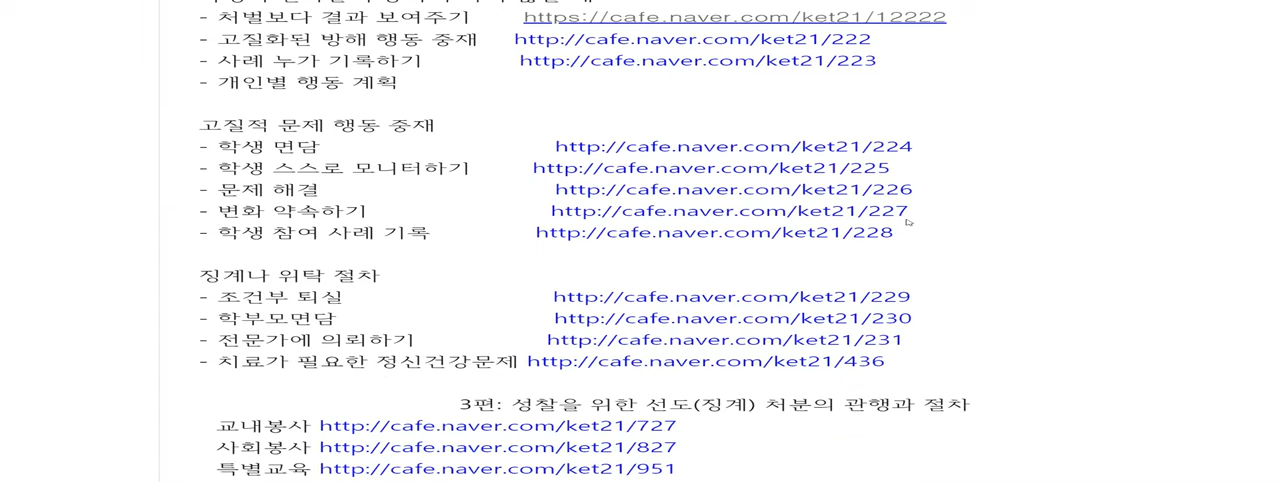 - 처벌보다 결과 보여주기 https://cafe.naver.com/ket21/12222
- 고질화된 방해 행동 중재 http://cafe.naver.com/ket21/222
- 사례 누가 기록하기 http://cafe.naver.com/ket21/223
- 개인별 행동 계획
고질적 문제 행동 중재
- 학생 면담 http://cafe.naver.com/ket21/224
- 학생 스스로 모니터하기 http://cafe.naver.com/ket21/225
- 문제 해결 http://cafe.naver.com/ket21/226
- 변화 약속하기 http://cafe.naver.com/ket21/227
- 학생 참여 사례 기록 http://cafe.naver.com/ket21/228
징계나 위탁 절차
- 조건부 퇴실 http://cafe.naver.com/ket21/229
- 학부모면담 http://cafe.naver.com/ket21/230
- 전문가에 의뢰하기 http://cafe.naver.com/ket21/231
- 치료가 필요한 정신건강문제 http://cafe.naver.com/ket21/436
3편: 성찰을 위한 선도(징계) 처분의 관행과 절차
교내봉사 http://cafe.naver.com/ket21/727
사회봉사 http://cafe.naver.com/ket21/827
특별교육 http://cafe.naver.com/ket21/951